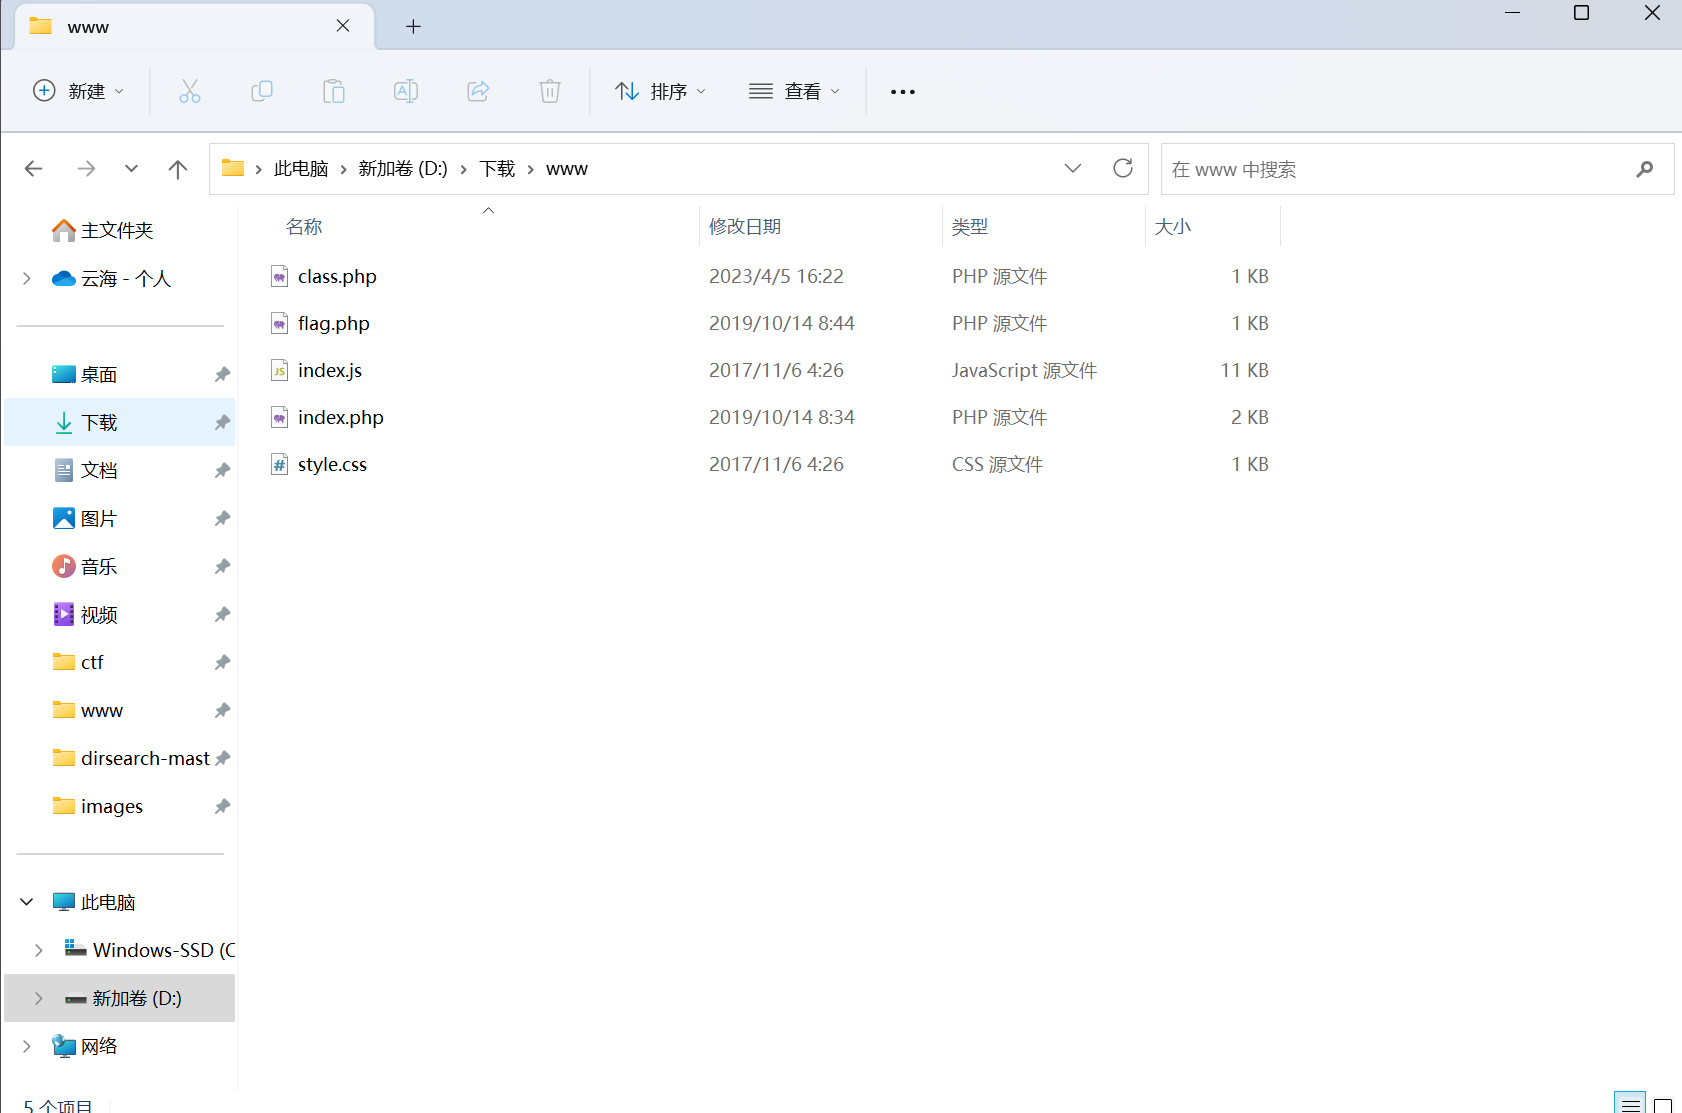 www
新建
排序
查看
此电脑 新加卷 (D:) 下载 www
在 www 中搜索
主文件夹
云海 - 个人
桌面
下载
文档
图片
音乐
视频
ctf
www
dirsearch-mast
images
此电脑
Windows-SSD (C
新加卷 (D:)
网络
名称 修改日期 类型 大小
class.php 2023/4/5 16:22 PHP 源文件 1 KB
flag.php 2019/10/14 8:44 PHP 源文件 1 KB
index.js 2017/11/6 4:26 JavaScript 源文件 11 KB
index.php 2019/10/14 8:34 PHP 源文件 2 KB
style.css 2017/11/6 4:26 CSS 源文件 1 KB
5 个项目